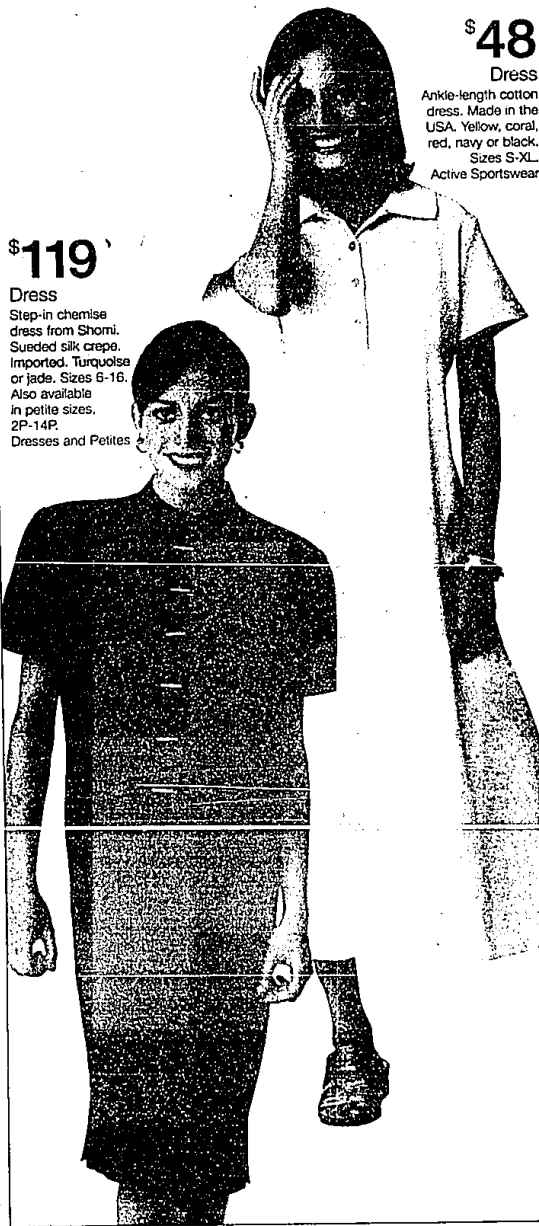 $48
Dress
Ankle-length cotton
dress. Made in the
USA. Yellow, coral,
red, navy or black.
Sizes S-XL.
Active Sportswear
$119
Dress
Step-in chemise
dress from Shomi.
Sueded silk crepe.
Imported. Turquoise
or jade. Sizes 6-16.
Also available
in petite sizes,
2P-14P.
Dresses and Petites